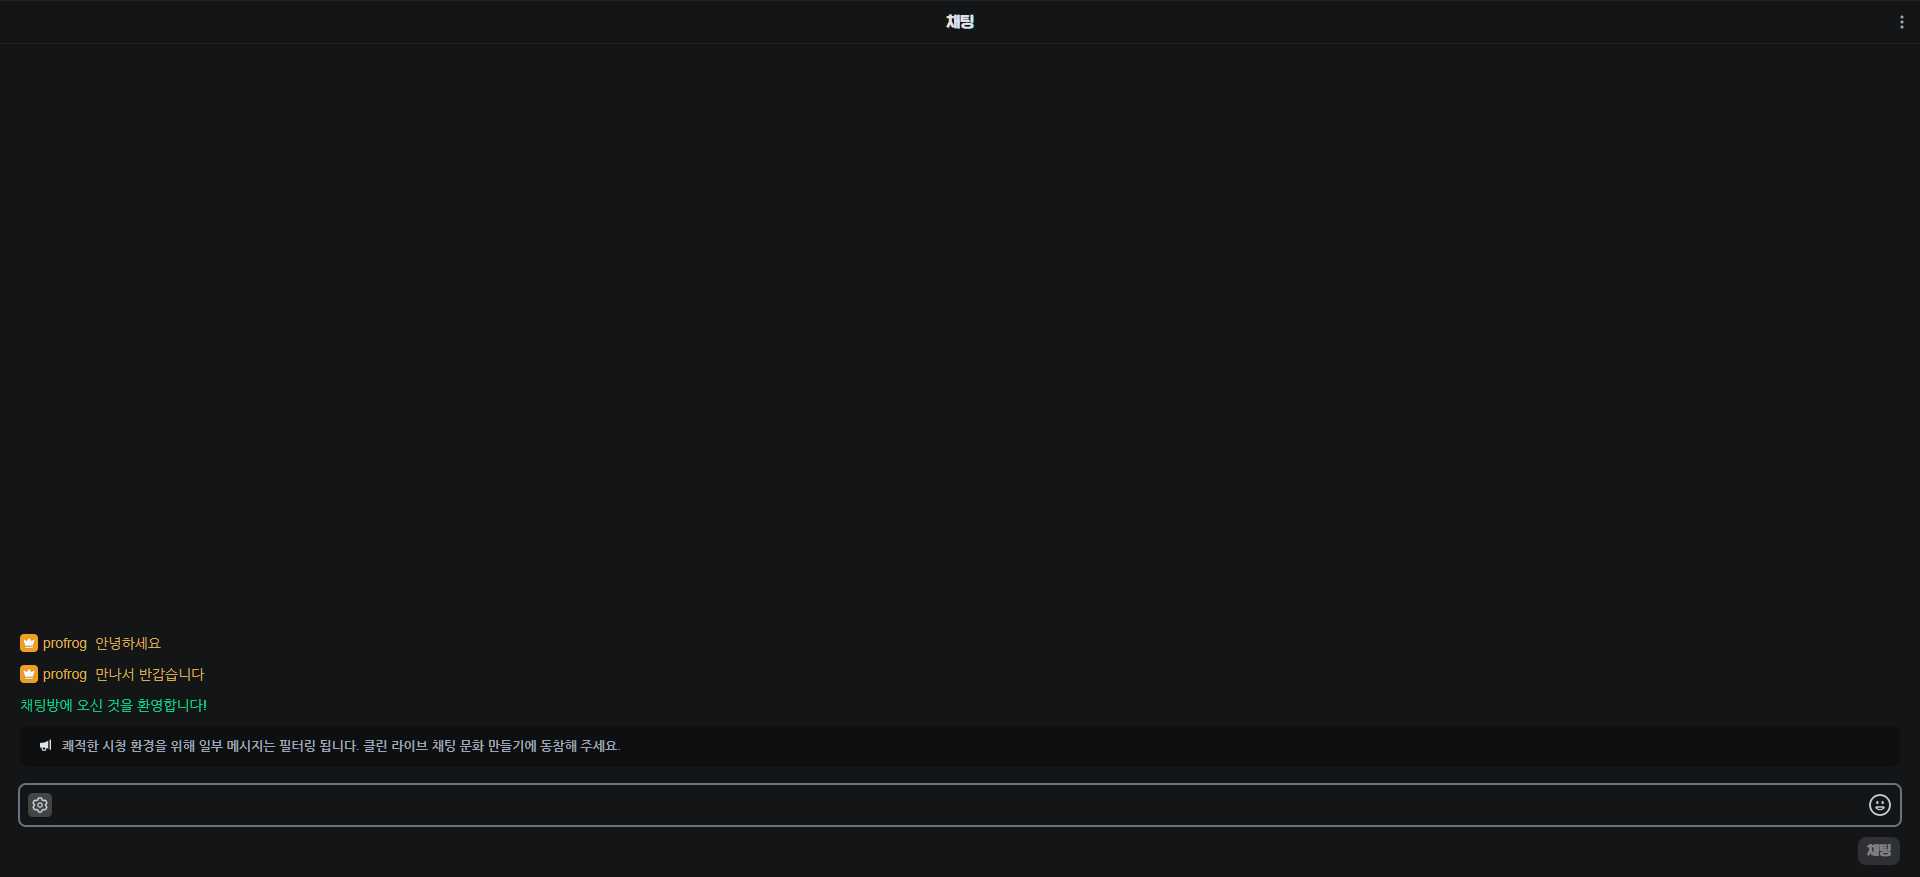 채팅
profrog 안녕하세요
profrog 만나서 반갑습니다
채팅방에 오신 것을 환영합니다!
쾌적한 시청 환경을 위해 일부 메시지는 필터링 됩니다. 클린 라이브 채팅 문화 만들기에 동참해 주세요.
채팅